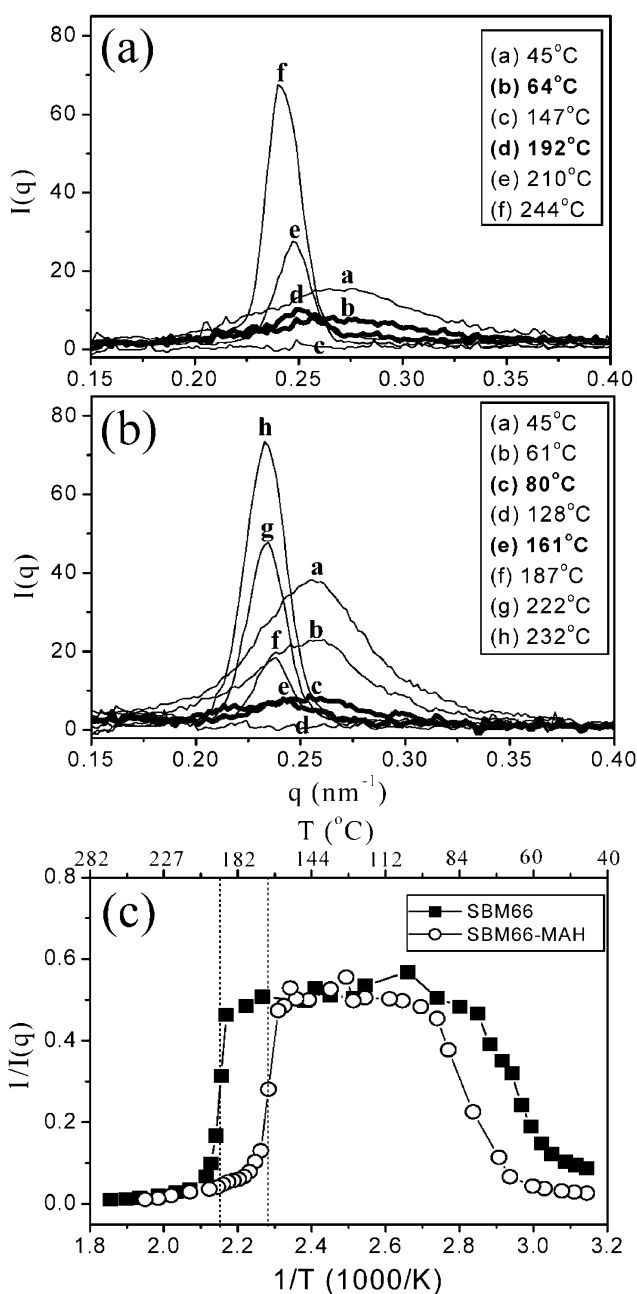 (a)
(a) 45°C
(b) 64°C
(c) 147°C
(d) 192°C
(e) 210°C
(f) 244°C
80
60
40
20
0
I(q)
f
e
a
d
b
c
0.15 0.20 0.25 0.30 0.35 0.40
(b)
(a) 45°C
(b) 61°C
(c) 80°C
(d) 128°C
(e) 161°C
(f) 187°C
(g) 222°C
(h) 232°C
80
60
40
20
0
I(q)
h
g
a
f
b
e
c
d
0.15 0.20 0.25 0.30 0.35 0.40
q (nm⁻¹)
T (°C)
282 227 182 144 112 84 60 40
(c)
SBM66
SBM66-MAH
0.8
0.6
0.4
0.2
0.0
1/I(q)
1.8 2.0 2.2 2.4 2.6 2.8 3.0 3.2
1/T (1000/K)